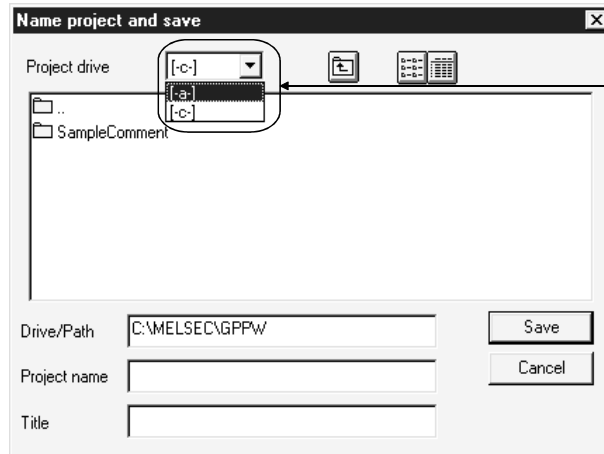 Name project and save
Project drive [-c-]
[-a-]
[-c-]
..
SampleComment
Drive/Path C:\MELSEC\GPPW Save
Project name Cancel
Title